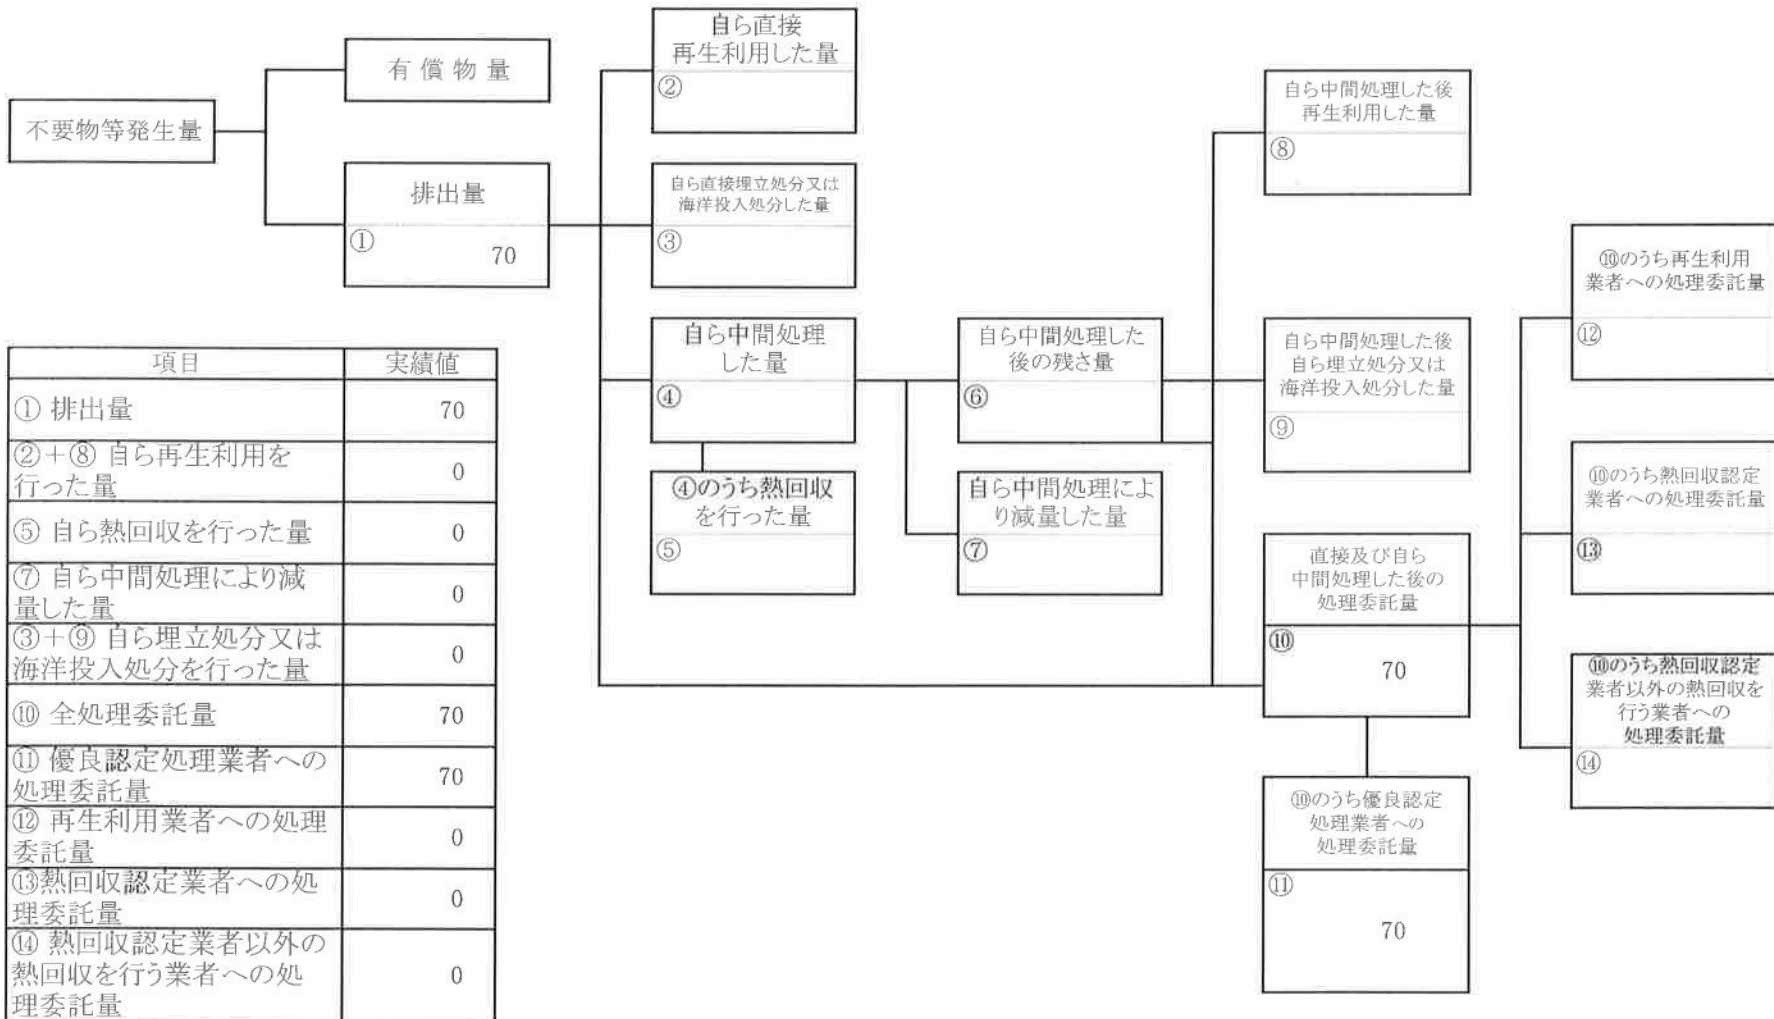 不要物等発生量
有償物量
排出量
①
70
自ら直接
再生利用した量
②
自ら直接埋立処分又は
海洋投入処分した量
③
自ら中間処理
した量
④
④のうち熱回収
を行った量
⑤
自ら中間処理した
後の残さ量
⑥
自ら中間処理によ
り減量した量
⑦
自ら中間処理した後
再生利用した量
⑧
自ら中間処理した後
自ら埋立処分又は
海洋投入処分した量
⑨
直接及び自ら
中間処理した後の
処理委託量
⑩
70
⑩のうち優良認定
処理業者への
処理委託量
⑪
70
⑩のうち再生利用
業者への処理委託量
⑫
⑩のうち熱回収認定
業者への処理委託量
⑬
⑩のうち熱回収認定
業者以外の熱回収を
行う業者への
処理委託量
⑭
項目 実績値
① 排出量 70
②＋⑧ 自ら再生利用を
行った量 0
⑤ 自ら熱回収を行った量 0
⑦ 自ら中間処理により減
量した量 0
③＋⑨ 自ら埋立処分又は
海洋投入処分を行った量 0
⑩ 全処理委託量 70
⑪ 優良認定処理業者への
処理委託量 70
⑫ 再生利用業者への処理
委託量 0
⑬熱回収認定業者への処
理委託量 0
⑭ 熱回収認定業者以外の
熱回収を行う業者への処
理委託量 0